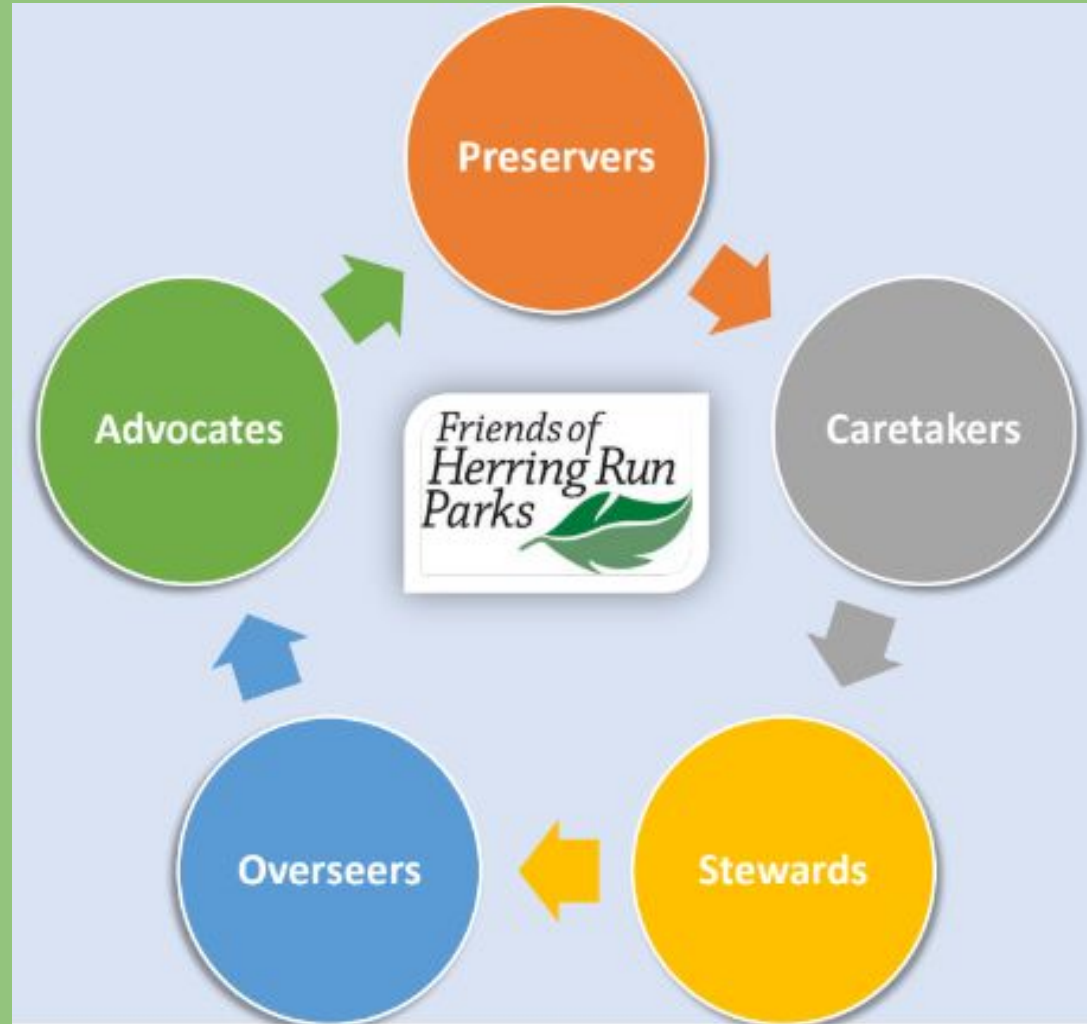 Preservers
Advocates
Caretakers
Friends of
Herring Run
Parks
Overseers
Stewards